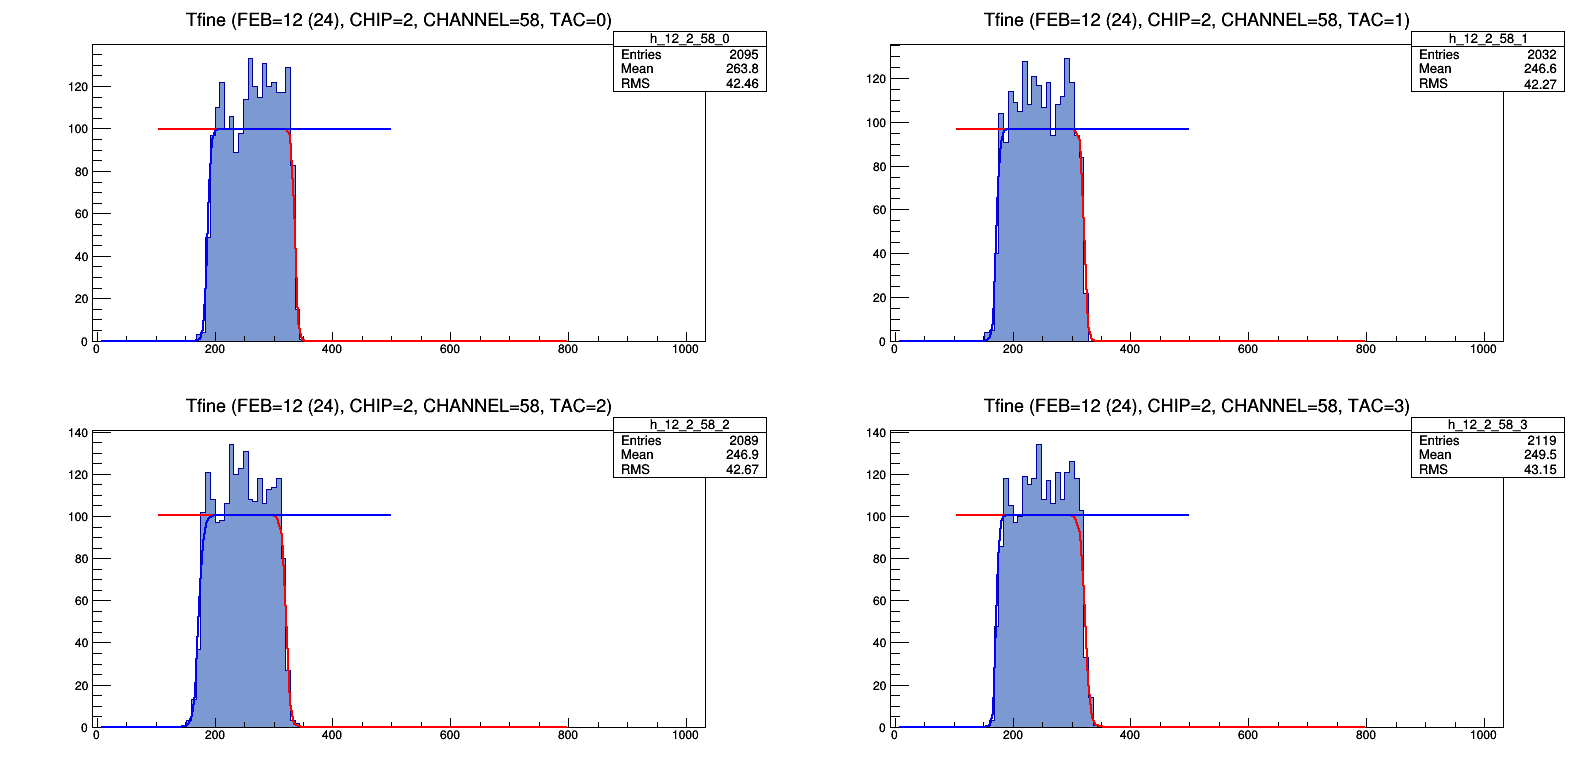 Tfine (FEB=12 (24), CHIP=2, CHANNEL=58, TAC=0)
h_12_2_58_0
Entries 2095
Mean 263.8
RMS 42.46
120
100
80
60
40
20
0
0 200 400 600 800 1000
Tfine (FEB=12 (24), CHIP=2, CHANNEL=58, TAC=1)
h_12_2_58_1
Entries 2032
Mean 246.6
RMS 42.27
120
100
80
60
40
20
0
0 200 400 600 800 1000
Tfine (FEB=12 (24), CHIP=2, CHANNEL=58, TAC=2)
h_12_2_58_2
Entries 2089
Mean 246.9
RMS 42.67
140
120
100
80
60
40
20
0
0 200 400 600 800 1000
Tfine (FEB=12 (24), CHIP=2, CHANNEL=58, TAC=3)
h_12_2_58_3
Entries 2119
Mean 249.5
RMS 43.15
140
120
100
80
60
40
20
0
0 200 400 600 800 1000